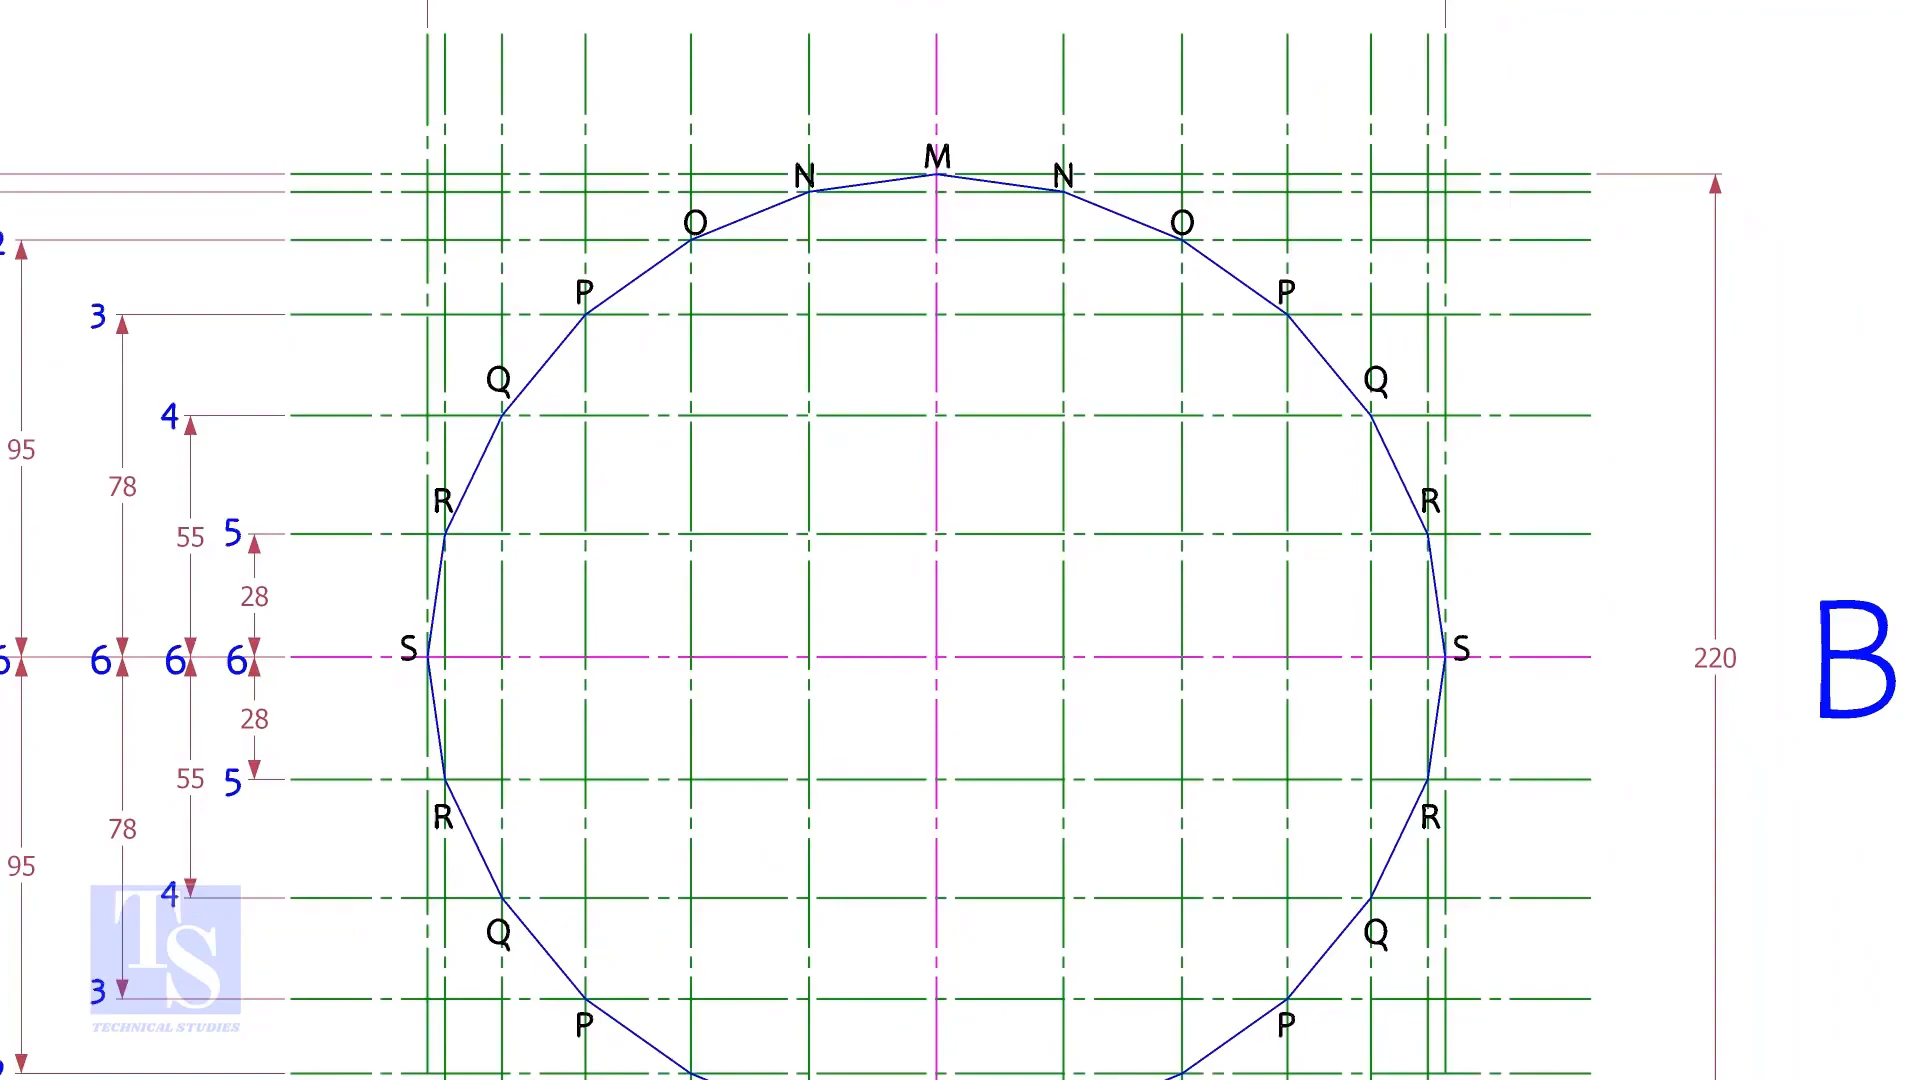 M
N N
O O
2
P P
3
Q Q
4
95
78
R R
55 5
28
S S
6 6 6 6
220
B
28
55 5
R R
78
95
4
Q Q
3
P P
TS
TECHNICAL STUDIES